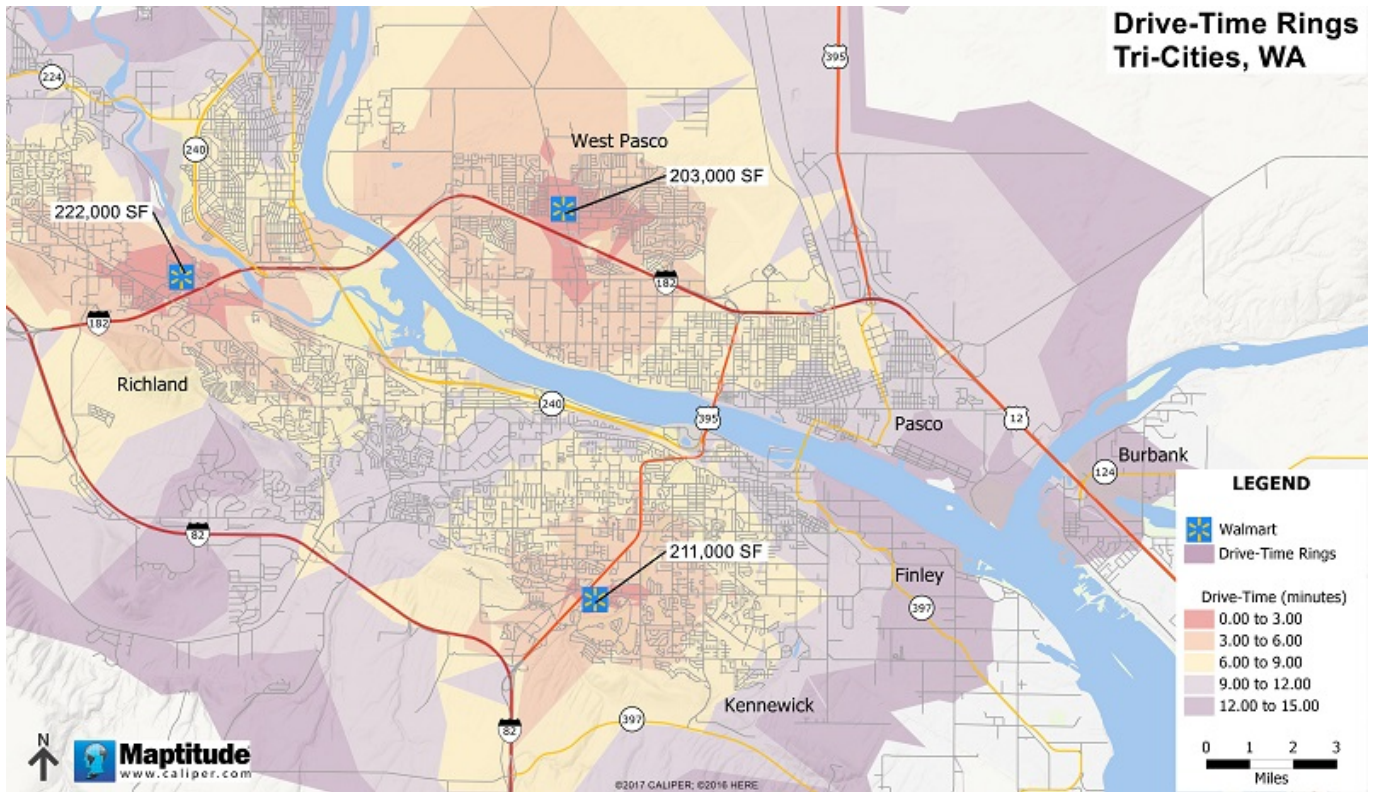 Drive-Time Rings
Tri-Cities, WA
395
224
240
West Pasco
203,000 SF
222,000 SF
182
182
Richland
240
395
12
Pasco
Burbank
124
82
211,000 SF
Finley
397
Kennewick
397
82
LEGEND
Walmart
Drive-Time Rings
Drive-Time (minutes)
0.00 to 3.00
3.00 to 6.00
6.00 to 9.00
9.00 to 12.00
12.00 to 15.00
0 1 2 3
Miles
N
Maptitude
www.caliper.com
©2017 CALIPER; ©2016 HERE